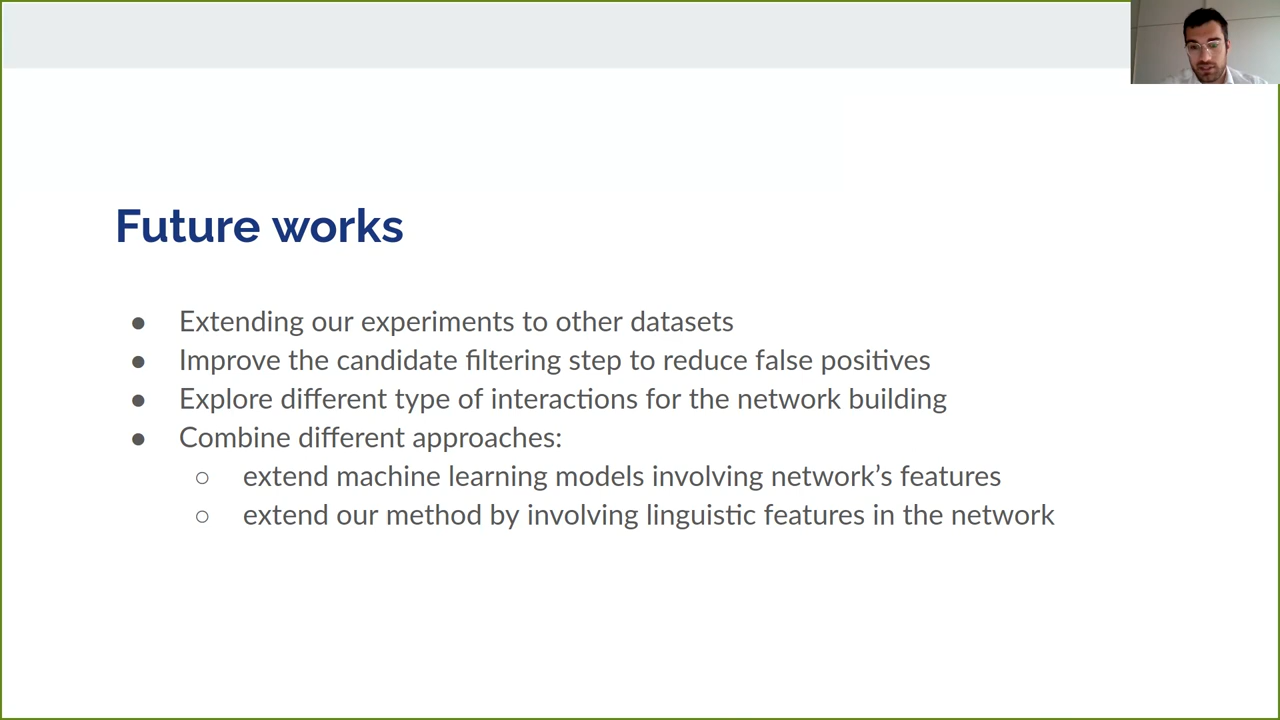 Future works
● Extending our experiments to other datasets
● Improve the candidate filtering step to reduce false positives
● Explore different type of interactions for the network building
● Combine different approaches:
○ extend machine learning models involving network’s features
○ extend our method by involving linguistic features in the network